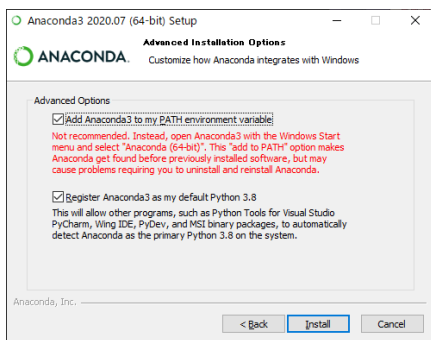 Anaconda3 2020.07 (64-bit) Setup
ANACONDA.
Advanced Installation Options
Customize how Anaconda integrates with Windows
Advanced Options
Add Anaconda3 to my PATH environment variable
Not recommended. Instead, open Anaconda3 with the Windows Start
menu and select "Anaconda (64-bit)". This "add to PATH" option makes
Anaconda get found before previously installed software, but may
cause problems requiring you to uninstall and reinstall Anaconda.
Register Anaconda3 as my default Python 3.8
This will allow other programs, such as Python Tools for Visual Studio
PyCharm, Wing IDE, PyDev, and MSI binary packages, to automatically
detect Anaconda as the primary Python 3.8 on the system.
Anaconda, Inc.
< Back Install Cancel